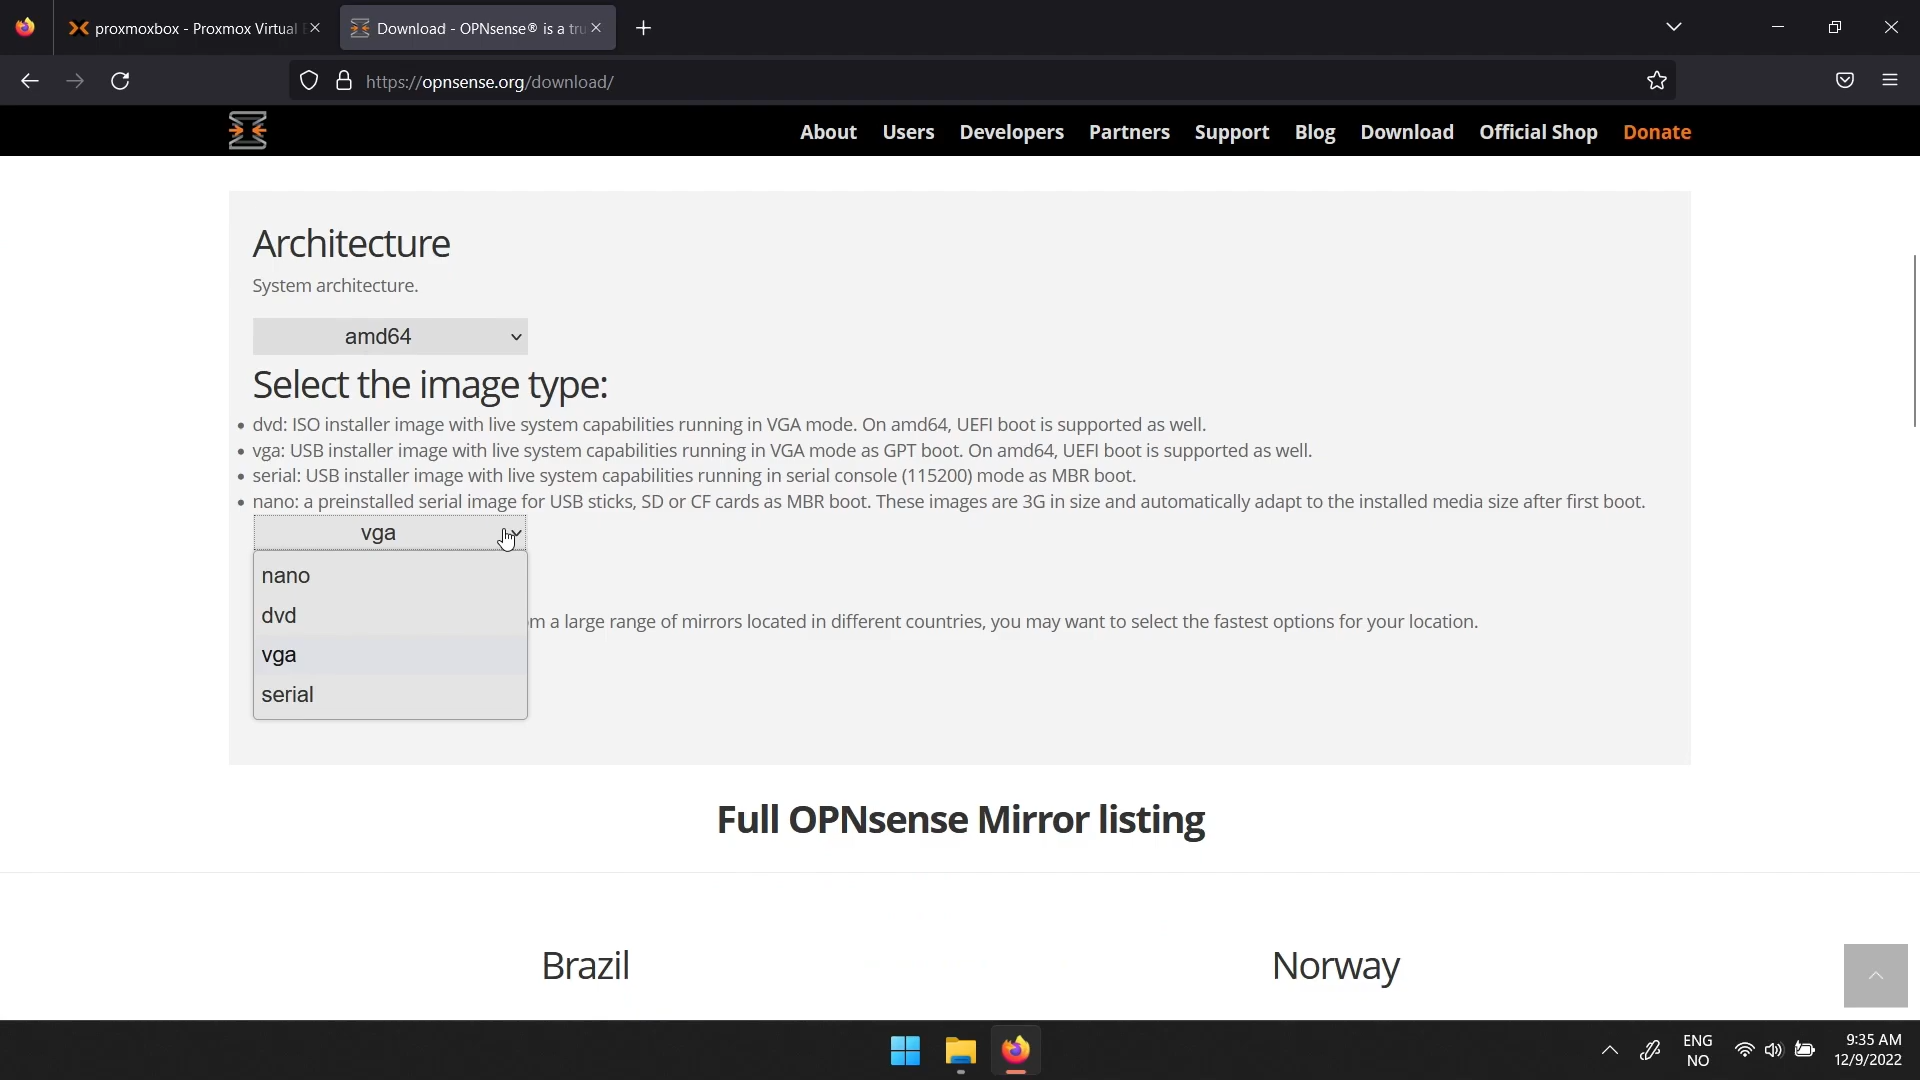 proxmoxbox - Proxmox Virtual
Download - OPNsense® is a tru
https://opnsense.org/download/
About Users Developers Partners Support Blog Download Official Shop Donate
Architecture
System architecture.
amd64
Select the image type:
• dvd: ISO installer image with live system capabilities running in VGA mode. On amd64, UEFI boot is supported as well.
• vga: USB installer image with live system capabilities running in VGA mode as GPT boot. On amd64, UEFI boot is supported as well.
• serial: USB installer image with live system capabilities running in serial console (115200) mode as MBR boot.
• nano: a preinstalled serial image for USB sticks, SD or CF cards as MBR boot. These images are 3G in size and automatically adapt to the installed media size after first boot.
vga
nano
dvd
m a large range of mirrors located in different countries, you may want to select the fastest options for your location.
vga
serial
Full OPNsense Mirror listing
Brazil
Norway
ENG
NO
9:35 AM
12/9/2022